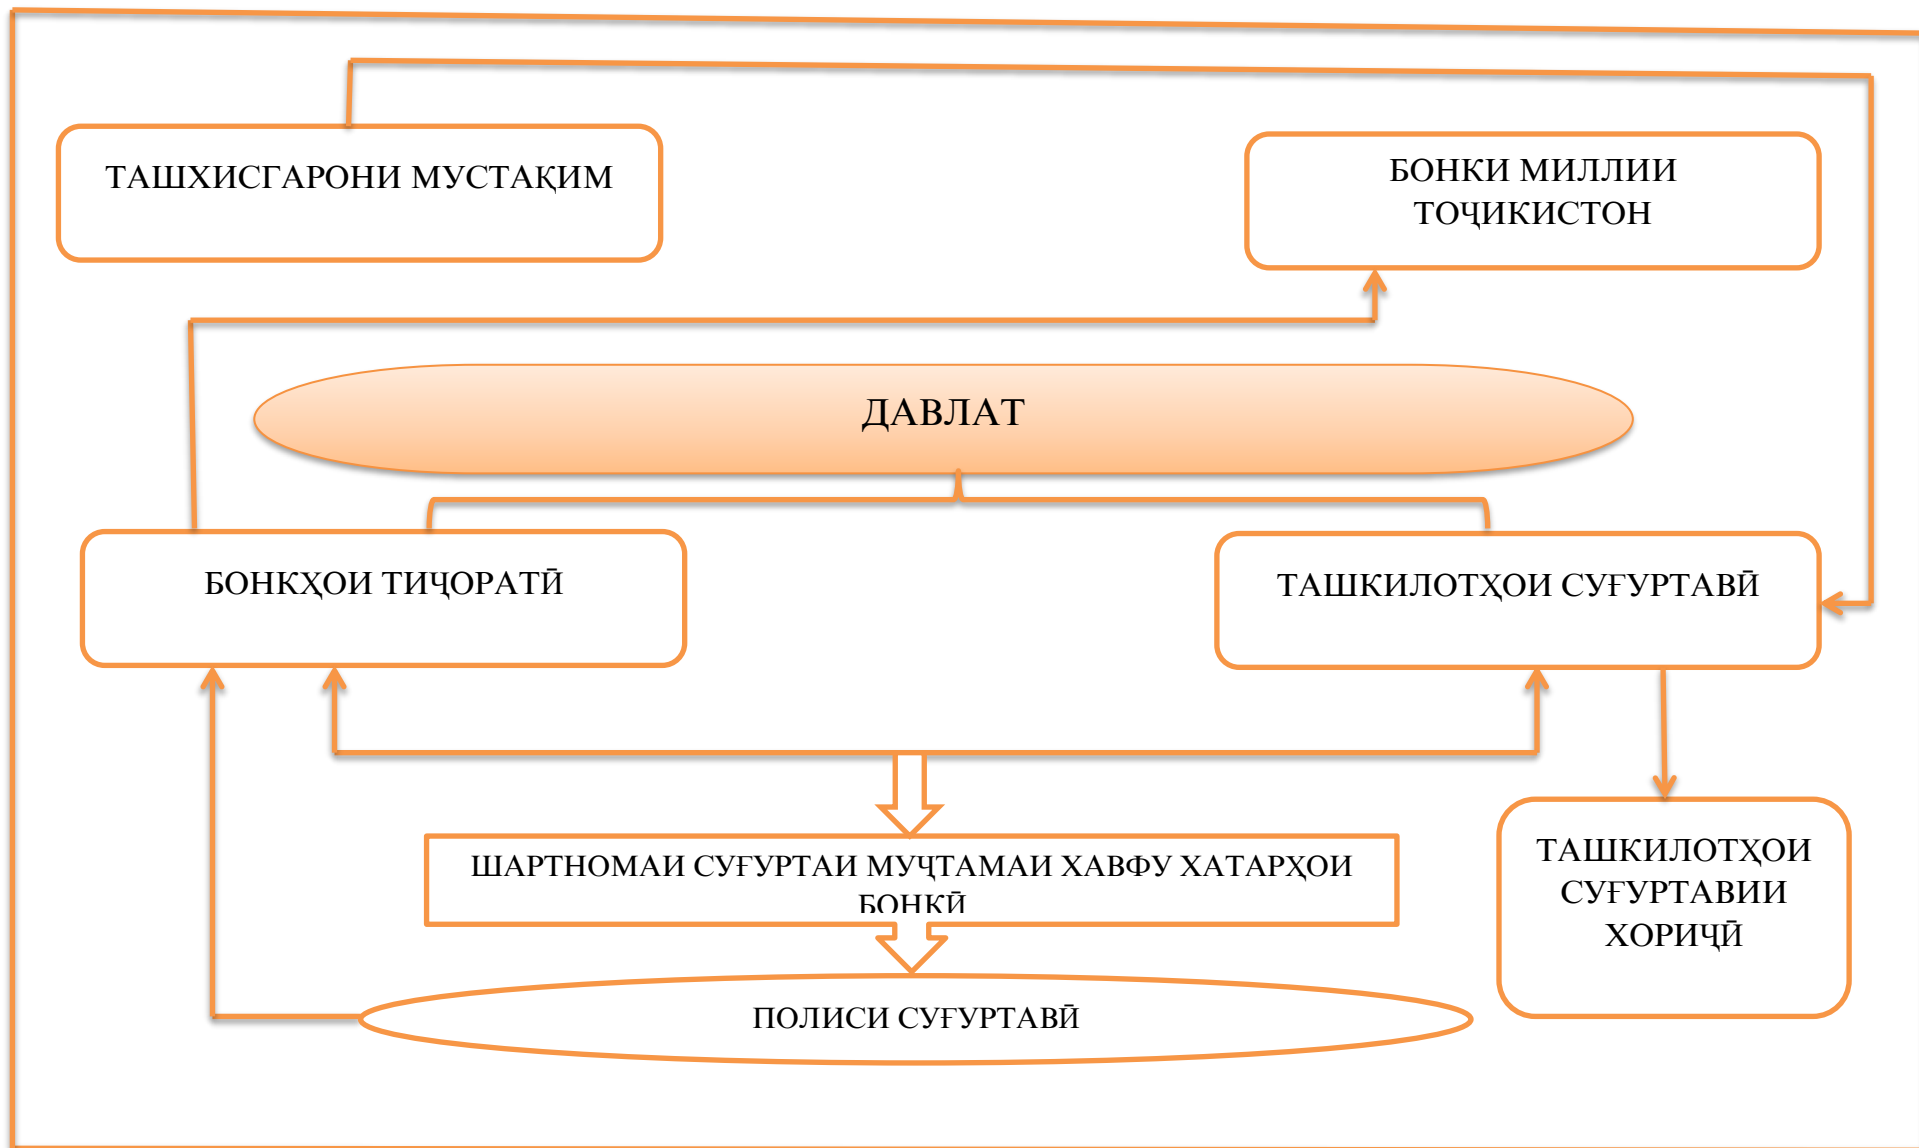 ТАШХИСГАРОНИ МУСТАҚИМ
БОНКИ МИЛЛИИ
ТОҶИКИСТОН
ДАВЛАТ
БОНКҲОИ ТИҶОРАТӢ
ТАШКИЛОТҲОИ СУҒУРТАВӢ
ШАРТНОМАИ СУҒУРТАИ МУҶТАМАИ ХАВФУ ХАТАРҲОИ
БОНКӢ
ТАШКИЛОТҲОИ
СУҒУРТАВИИ
ХОРИҶӢ
ПОЛИСИ СУҒУРТАВӢ